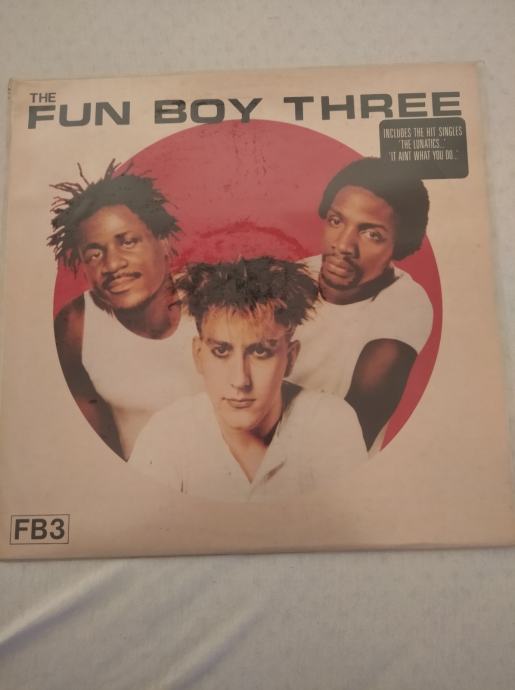 THE
FUN BOY THREE
INCLUDES THE HIT SINGLES
'THE LUNATICS..'
'IT AINT WHAT YOU DO..'
FB3